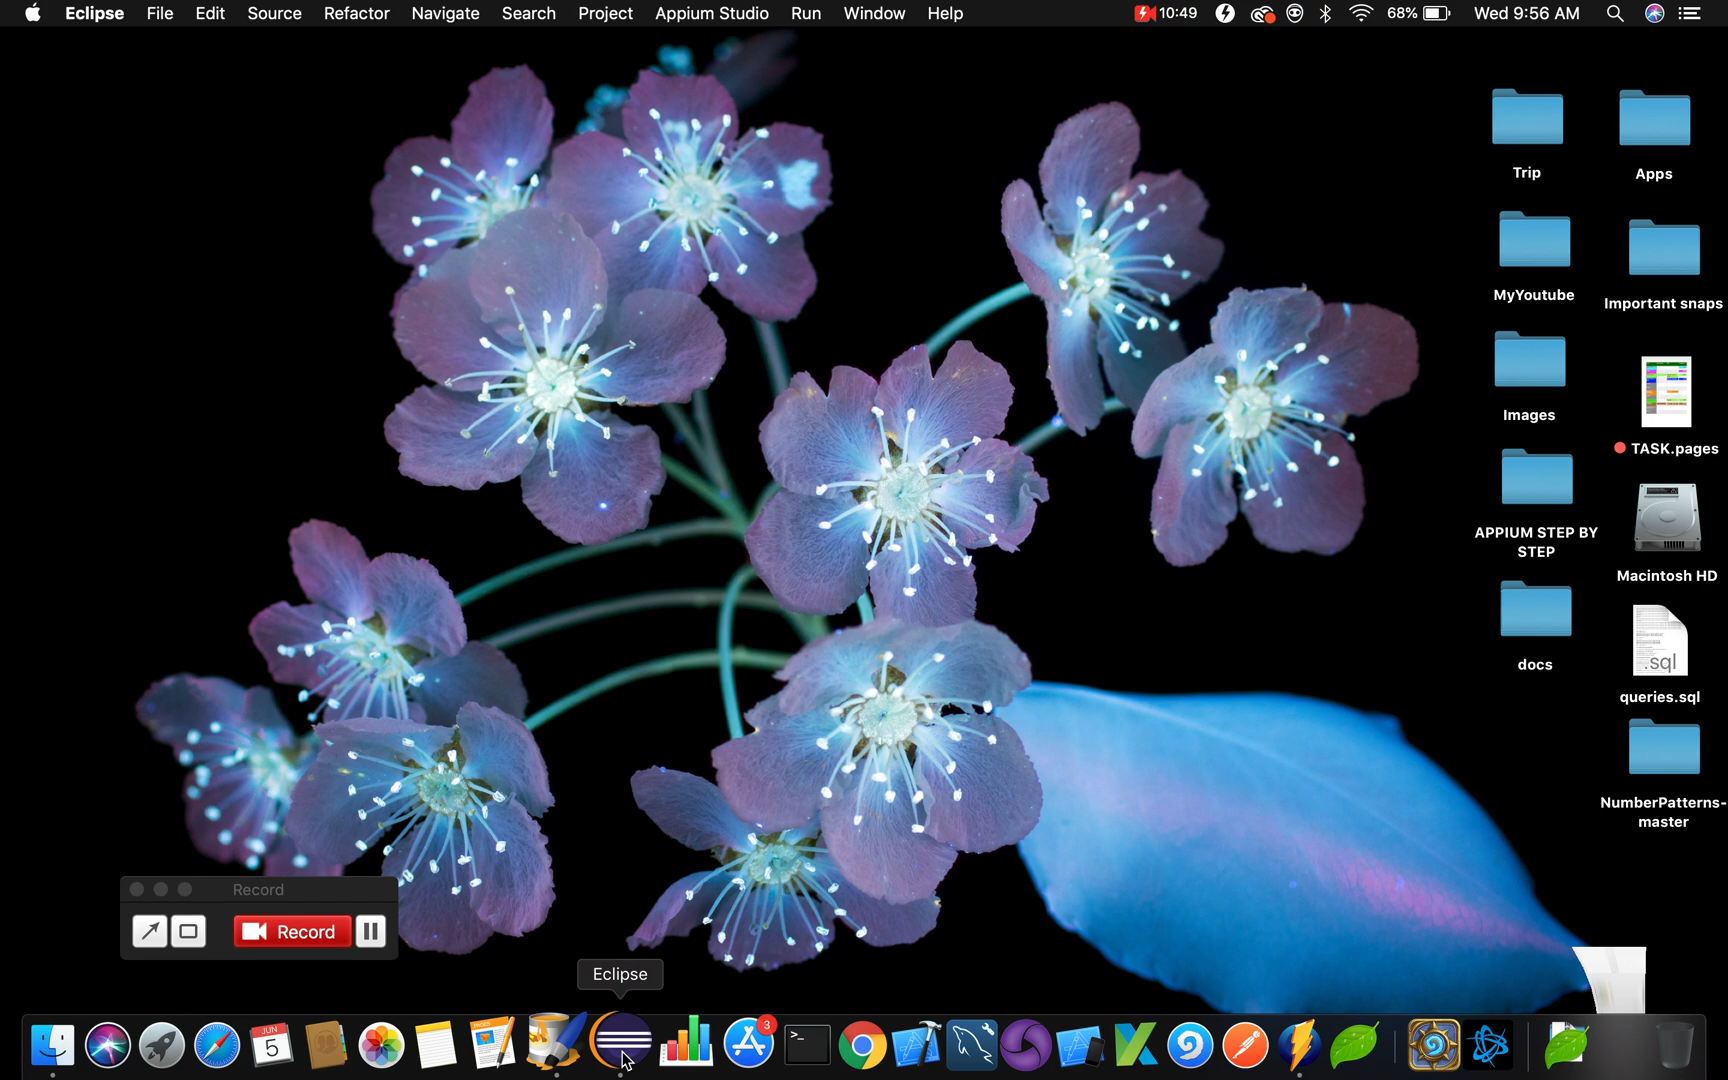 Eclipse File Edit Source Refactor Navigate Search Project Appium Studio Run Window Help 10:49 68% Wed 9:56 AM
Trip
Apps
MyYoutube
Important snaps
Images
TASK.pages
APPIUM STEP BY
STEP
Macintosh HD
docs
.sql
queries.sql
NumberPatterns-
master
Record
Record
Eclipse
JUN
5
PAGES
3
>_